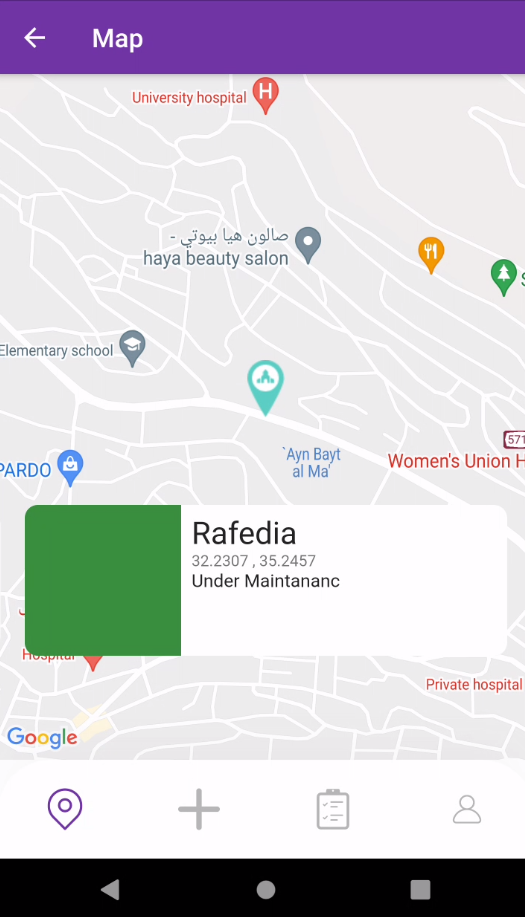 Map
University hospital
صالون هيا بيوتي -
haya beauty salon
Elementary school
571
PARDO
`Ayn Bayt
al Ma'
Women's Union H
Rafedia
32.2307 , 35.2457
Under Maintananc
Hospital
Private hospital
Google